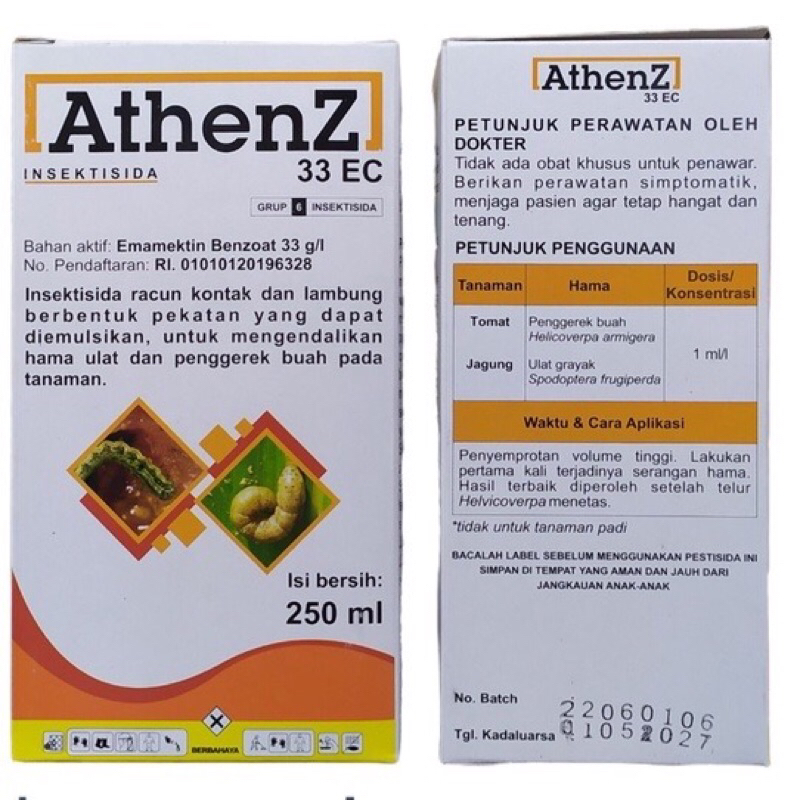 AthenZ
INSEKTISIDA
33 EC
GRUP 6 INSEKTISIDA
Bahan aktif: Emamektin Benzoat 33 g/l
No. Pendaftaran: RI. 01010120196328
Insektisida racun kontak dan lambung
berbentuk pekatan yang dapat
diemulsikan, untuk mengendalikan
hama ulat dan penggerek buah pada
tanaman.
Isi bersih:
250 ml
BERBAHAYA
AthenZ
33 EC
PETUNJUK PERAWATAN OLEH
DOKTER
Tidak ada obat khusus untuk penawar.
Berikan perawatan simptomatik,
menjaga pasien agar tetap hangat dan
tenang.
PETUNJUK PENGGUNAAN
Tanaman Hama Dosis/
Konsentrasi
Tomat Penggerek buah
Helicoverpa armigera
1 ml/l
Jagung Ulat grayak
Spodoptera frugiperda
Waktu & Cara Aplikasi
Penyemprotan volume tinggi. Lakukan
pertama kali terjadinya serangan hama.
Hasil terbaik diperoleh setelah telur
Helvicoverpa menetas.
*tidak untuk tanaman padi
BACALAH LABEL SEBELUM MENGGUNAKAN PESTISIDA INI
SIMPAN DI TEMPAT YANG AMAN DAN JAUH DARI
JANGKAUAN ANAK-ANAK
No. Batch 22060106
Tgl. Kadaluarsa 01052027